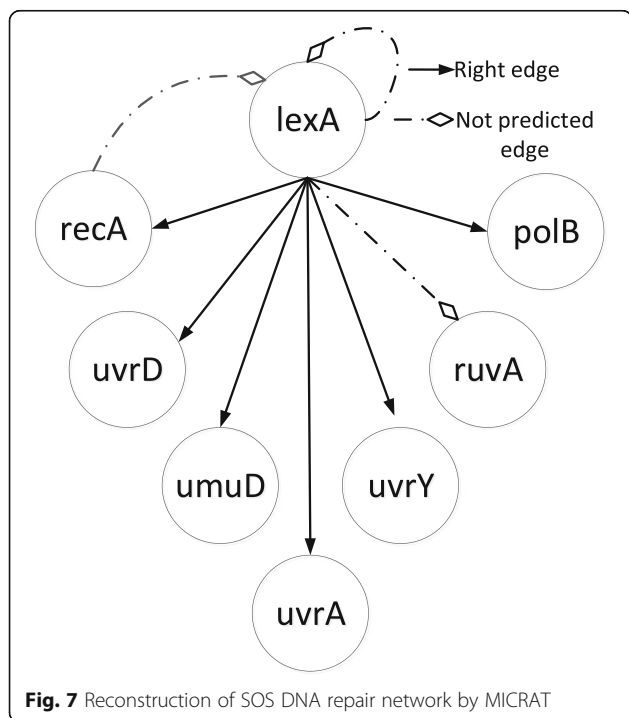 lexA
Right edge
Not predicted
edge
recA
polB
uvrD
ruvA
umuD
uvrY
uvrA
Fig. 7 Reconstruction of SOS DNA repair network by MICRAT